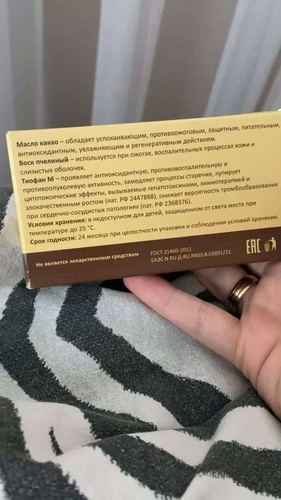 Масло какао – обладает успокаивающим, противоожоговым, защитным, питательным,
антиоксидантным, увлажняющим и регенеративным действием.
Воск пчелиный – используется при ожогах, воспалительных процессах кожи и
слизистых оболочек.
Тиофан М – проявляет антиоксидантную, противовоспалительную и
противоопухолевую активность, замедляет процессы старения, купирует
цитотоксические эффекты, вызываемые гепатотоксинами, химиотерапией и
злокачественным ростом (пат. РФ 2447888), снижает вероятность тромбообразования
при сердечно-сосудистых патологиях (пат. РФ 2368376).
Условия хранения: в недоступном для детей, защищенном от света месте при
температуре до 25 °С.
Срок годности: 24 месяца при целостности упаковки и соблюдении условий хранения.
Не является лекарственным средством
ГОСТ 31460-2012
ЕАЭС N RU Д-RU.РА03.В.03891/23
ЕАС